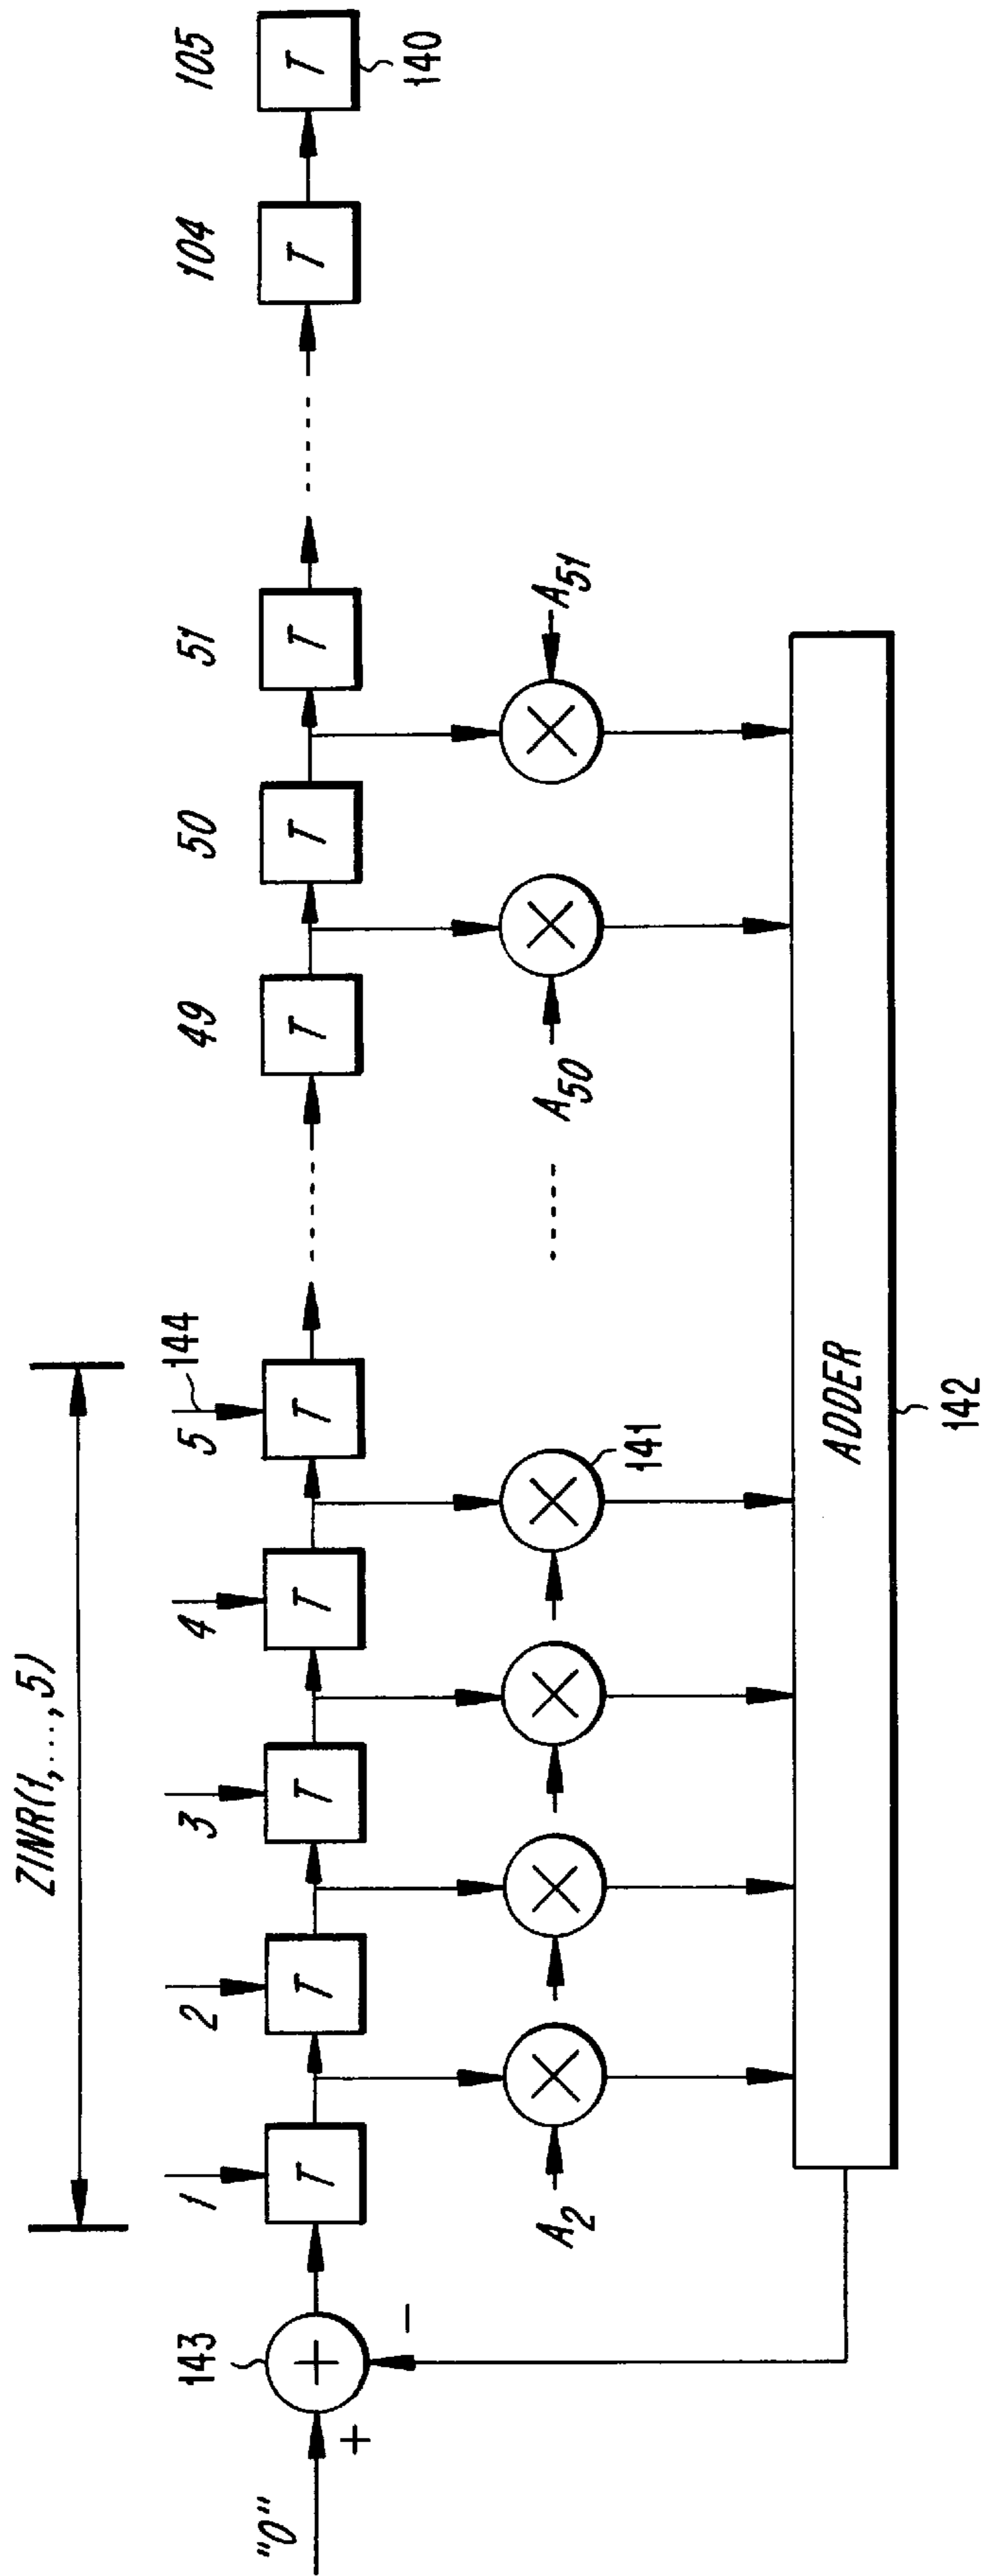 ZINR(1,...,5)
1 2 3 4 5 144 49 50 51 104 105
"0" + 143 T T T T T T T T T T 140
-
A2 141 A50 A51
ADDER
142